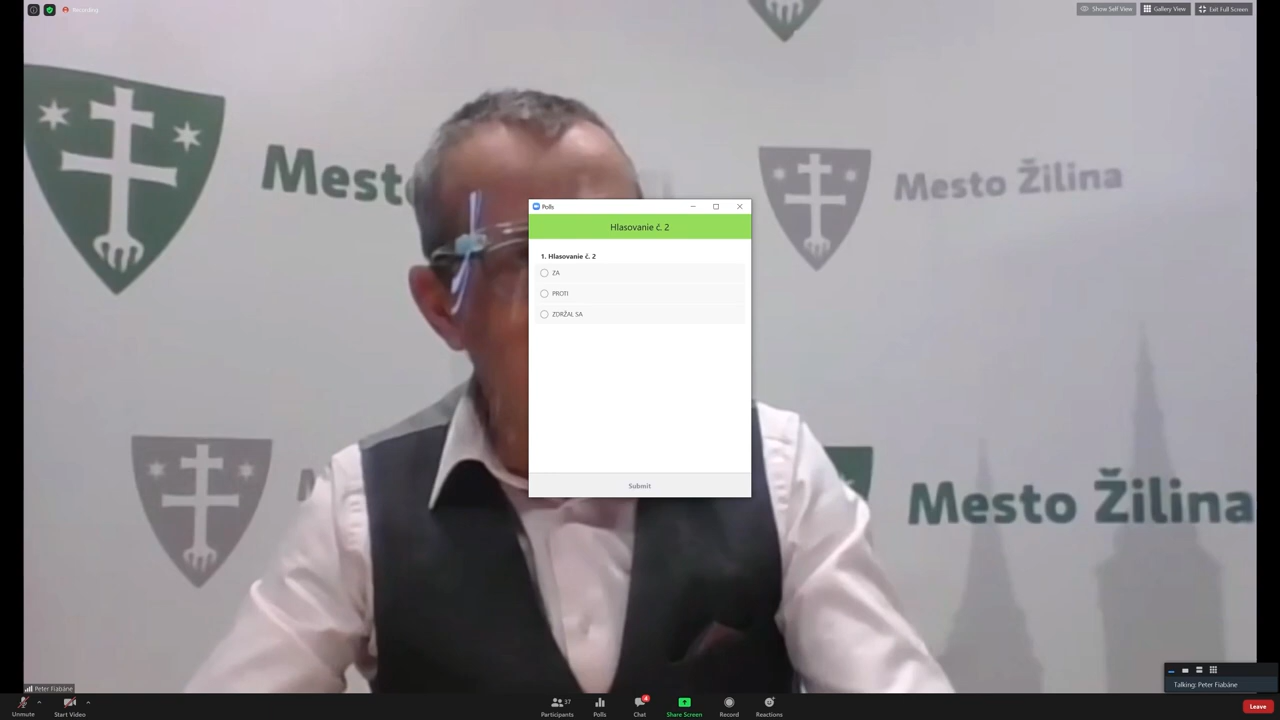 Recording
Show Self View
Gallery View
Exit Full Screen
Mesto
Mesto Žilina
Mesto Žilina
Polls
Hlasovanie č. 2
1. Hlasovanie č. 2
ZA
PROTI
ZDRŽAL SA
Submit
Peter Fiabáne
Talking: Peter Fiabáne
Unmute
Start Video
Participants
37
Polls
Chat
4
Share Screen
Record
Reactions
Leave